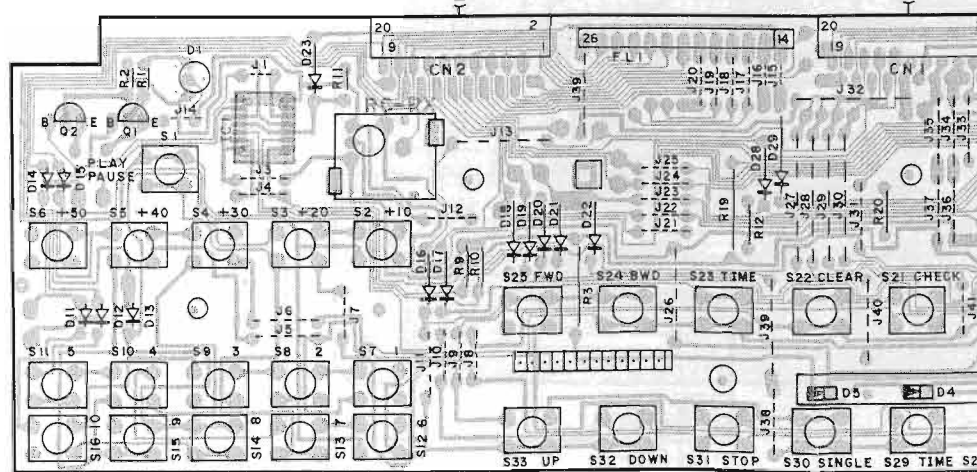 20 2
9
CN2
26 14
FL1
20
9
CN1
D1
D23
R2
R1
J1
R11
J14
RS-RX
J13
J39
J20
J19
J18
J17
J16
J15
J32
J35
J34
J33
B E B E
Q2 Q1
S1
PLAY
PAUSE
D14
D15
J3
J4
J12
J25
J24
J23
J22
J21
R19
R12
D28
D29
J27
J28
J29
J30
J31
R20
J37
J36
S6 +50 S5 +40 S4 +30 S3 +20 S2 +10
D18
D19
D20
D21
D22
D16
D17
R9
R10
S25 FWD S24 BWD S23 TIME S22 CLEAR S21 CHECK
D11
D12
D13
J6
J5
J7
R3
J26
J39
J40
S11 5 S10 4 S9 3 S8 2 S7 1
J11
J10
J9
J8
D5 D4
S16 10
S15 9
S14 8
S13 7
S12 6
J38
S33 UP S32 DOWN S31 STOP S30 SINGLE S29 TIME